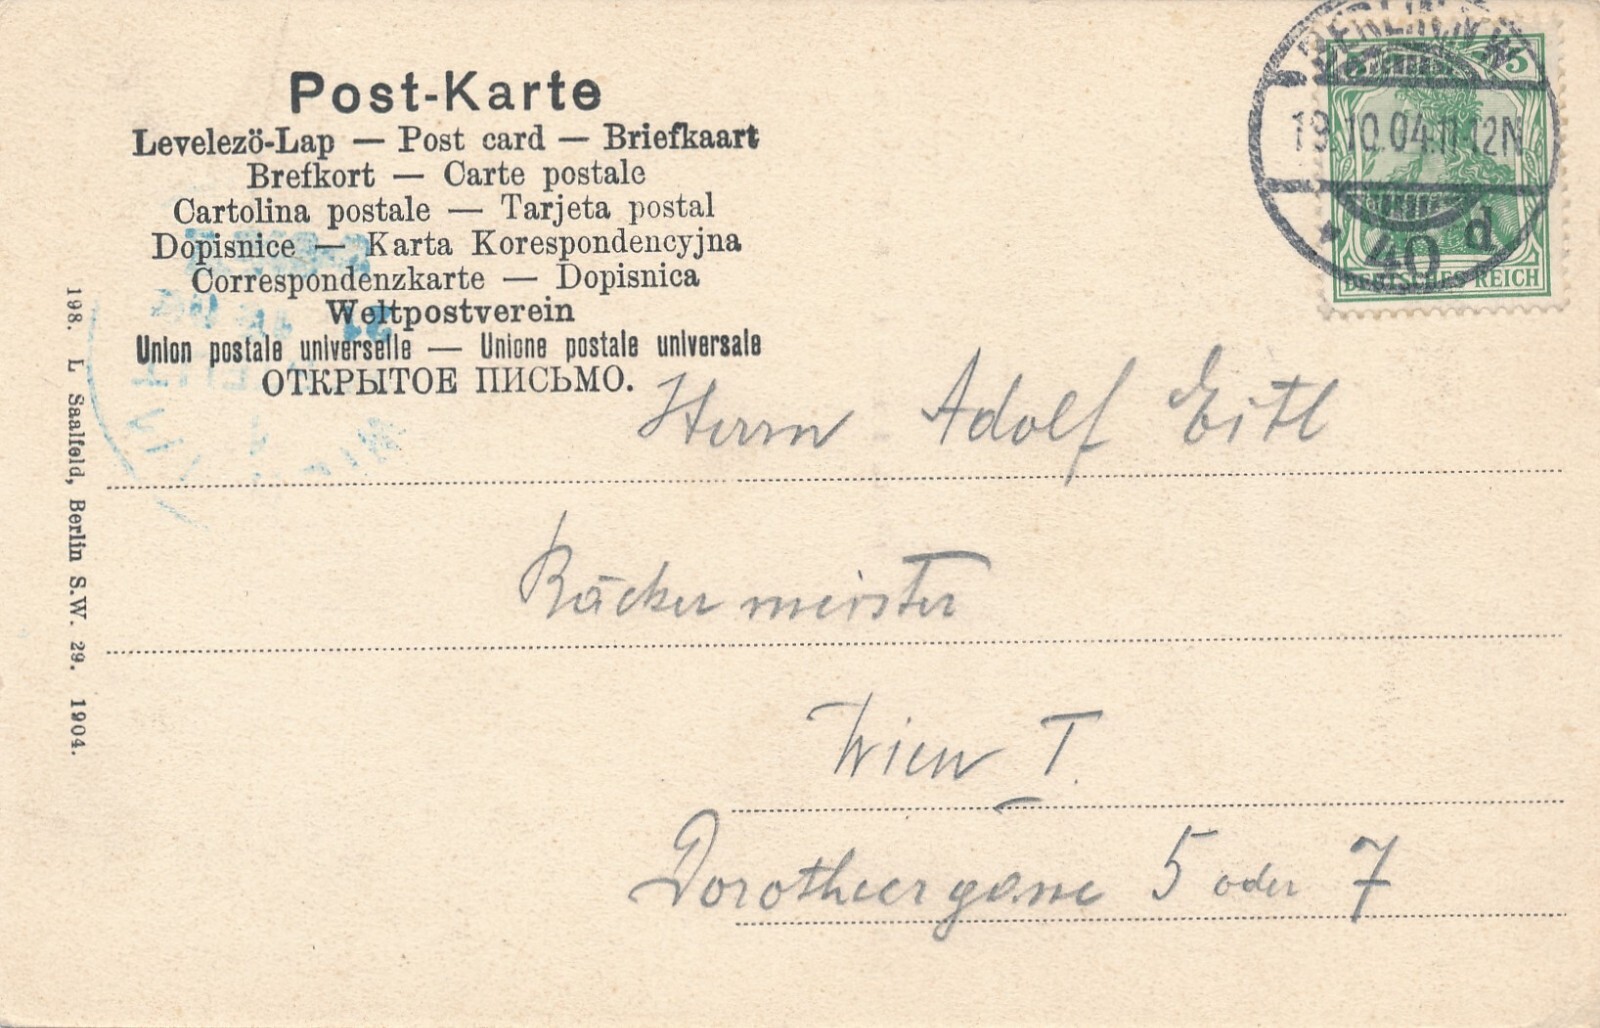 Post-Karte
Levelezö-Lap — Post card — Briefkaart
Brefkort — Carte postale
Cartolina postale — Tarjeta postal
Dopisnice — Karta Korespondencyjna
Correspondenzkarte — Dopisnica
Weltpostverein
Union postale universelle — Unione postale universale
ОТКРЫТОЕ ПИСЬМО.
BERLIN
5
19.10.04.11-12N
* 40 d
DEUTSCHES REICH
Herrn Adolf Eitl
Bäckermeister
Wien I.
Dorotheergasse 5 oder 7
198. L Saalfeld, Berlin S.W. 29. 1904.